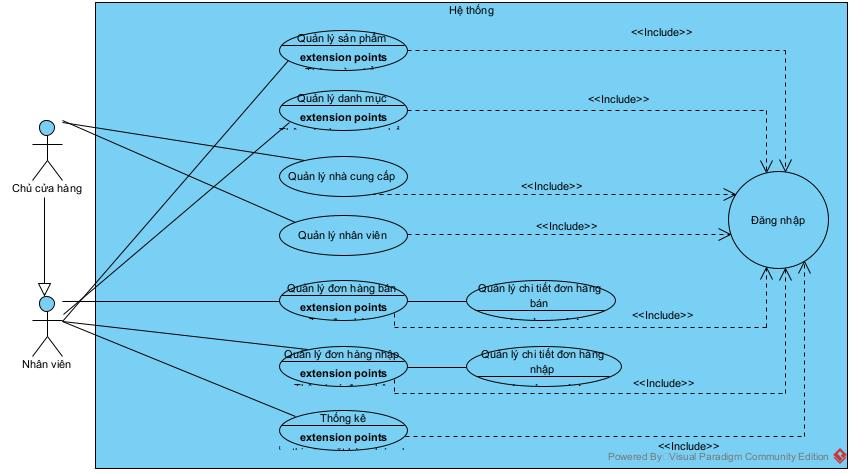 Hệ thống
Quản lý sản phẩm
extension points
<<Include>>
Quản lý danh mục
extension points
<<Include>>
Chủ cửa hàng
Quản lý nhà cung cấp
<<Include>>
Quản lý nhân viên
<<Include>>
Đăng nhập
Quản lý đơn hàng bán
extension points
Quản lý chi tiết đơn hàng
bán
<<Include>>
Nhân viên
Quản lý đơn hàng nhập
extension points
Quản lý chi tiết đơn hàng
nhập
<<Include>>
Thống kê
extension points
<<Include>>
Powered By Visual Paradigm Community Edition